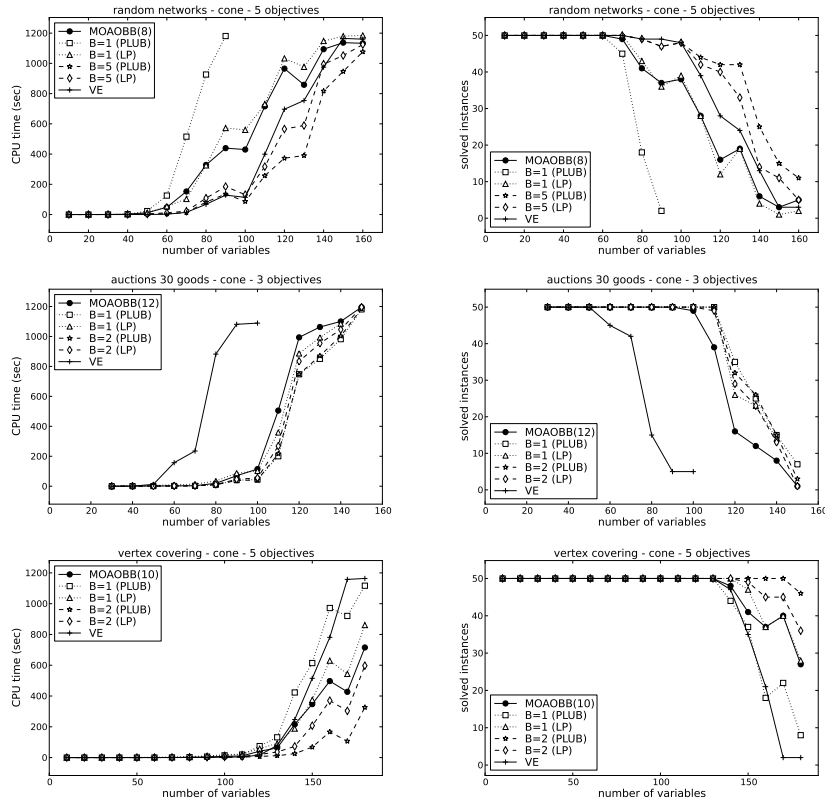 random networks - cone - 5 objectives
1200
1000
800
600
400
200
0
CPU time (sec)
MOAOBB(8)
B=1 (PLUB)
B=1 (LP)
B=5 (PLUB)
B=5 (LP)
VE
0 20 40 60 80 100 120 140 160
number of variables
random networks - cone - 5 objectives
50
40
30
20
10
0
solved instances
MOAOBB(8)
B=1 (PLUB)
B=1 (LP)
B=5 (PLUB)
B=5 (LP)
VE
0 20 40 60 80 100 120 140 160
number of variables
auctions 30 goods - cone - 3 objectives
1200
1000
800
600
400
200
0
CPU time (sec)
MOAOBB(12)
B=1 (PLUB)
B=1 (LP)
B=2 (PLUB)
B=2 (LP)
VE
0 20 40 60 80 100 120 140 160
number of variables
auctions 30 goods - cone - 3 objectives
50
40
30
20
10
0
solved instances
MOAOBB(12)
B=1 (PLUB)
B=1 (LP)
B=2 (PLUB)
B=2 (LP)
VE
0 20 40 60 80 100 120 140 160
number of variables
vertex covering - cone - 5 objectives
1200
1000
800
600
400
200
0
CPU time (sec)
MOAOBB(10)
B=1 (PLUB)
B=1 (LP)
B=2 (PLUB)
B=2 (LP)
VE
0 50 100 150
number of variables
vertex covering - cone - 5 objectives
50
40
30
20
10
0
solved instances
MOAOBB(10)
B=1 (PLUB)
B=1 (LP)
B=2 (PLUB)
B=2 (LP)
VE
0 50 100 150
number of variables